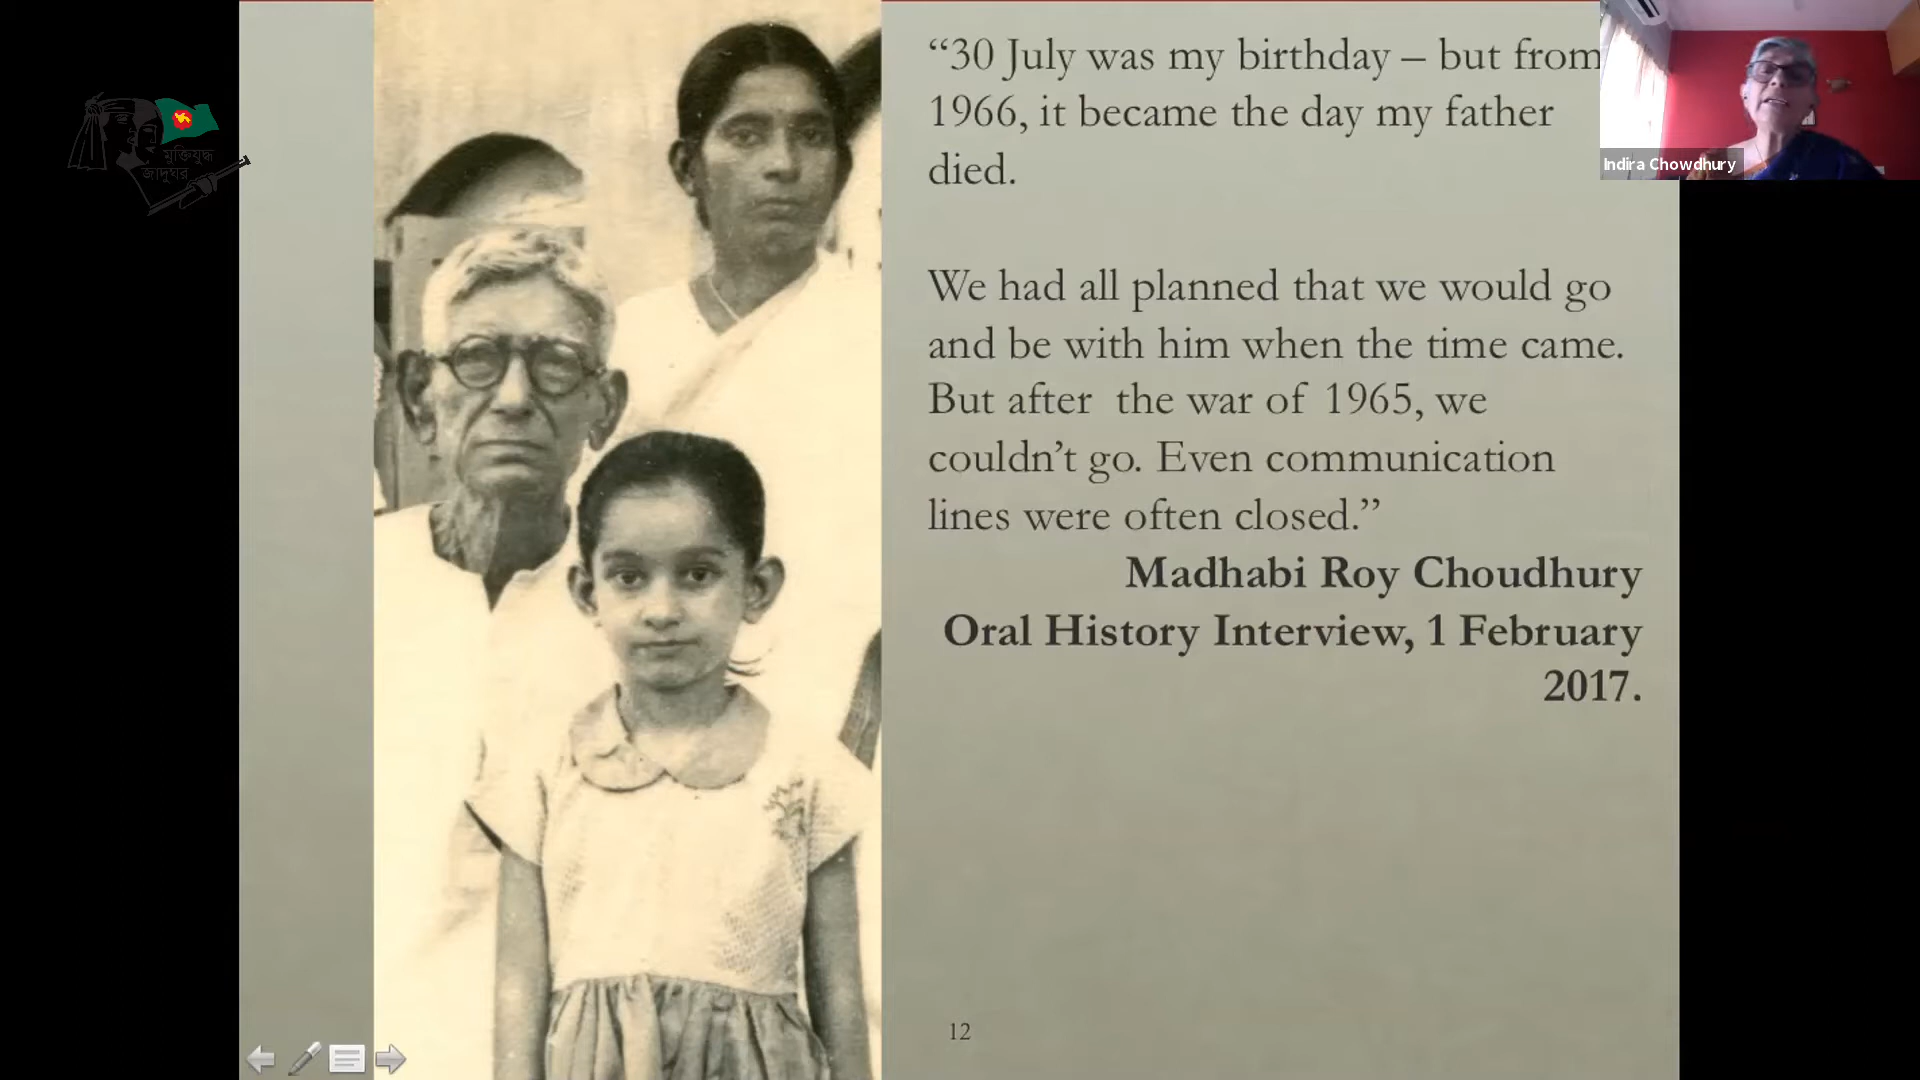 “30 July was my birthday – but from
1966, it became the day my father
died.
We had all planned that we would go
and be with him when the time came.
But after the war of 1965, we
couldn’t go. Even communication
lines were often closed.”
Madhabi Roy Choudhury
Oral History Interview, 1 February
2017.
12
Indira Chowdhury
মুক্তিযুদ্ধ
জাদুঘর